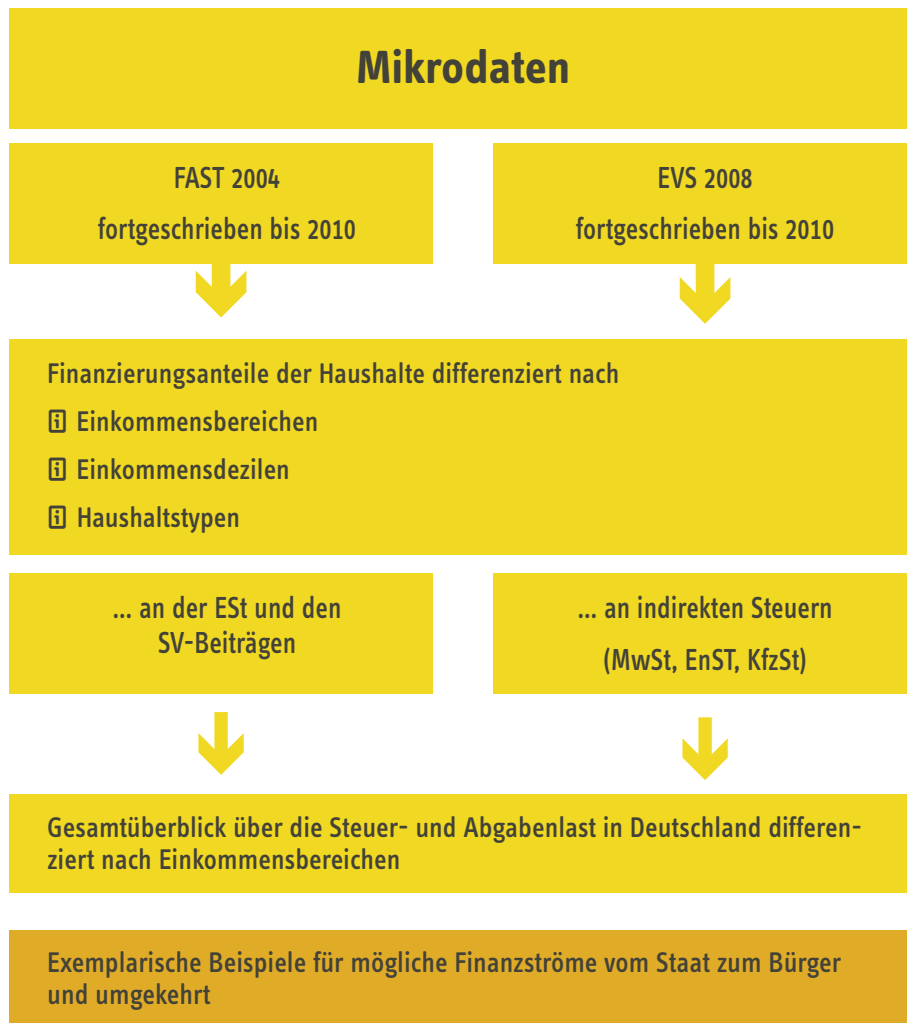 Mikrodaten
FAST 2004
fortgeschrieben bis 2010
EVS 2008
fortgeschrieben bis 2010
Finanzierungsanteile der Haushalte differenziert nach
Einkommensbereichen
Einkommensdezilen
Haushaltstypen
... an der ESt und den
SV-Beiträgen
... an indirekten Steuern
(MwSt, EnST, KfzSt)
Gesamtüberblick über die Steuer- und Abgabenlast in Deutschland differen-
ziert nach Einkommensbereichen
Exemplarische Beispiele für mögliche Finanzströme vom Staat zum Bürger
und umgekehrt